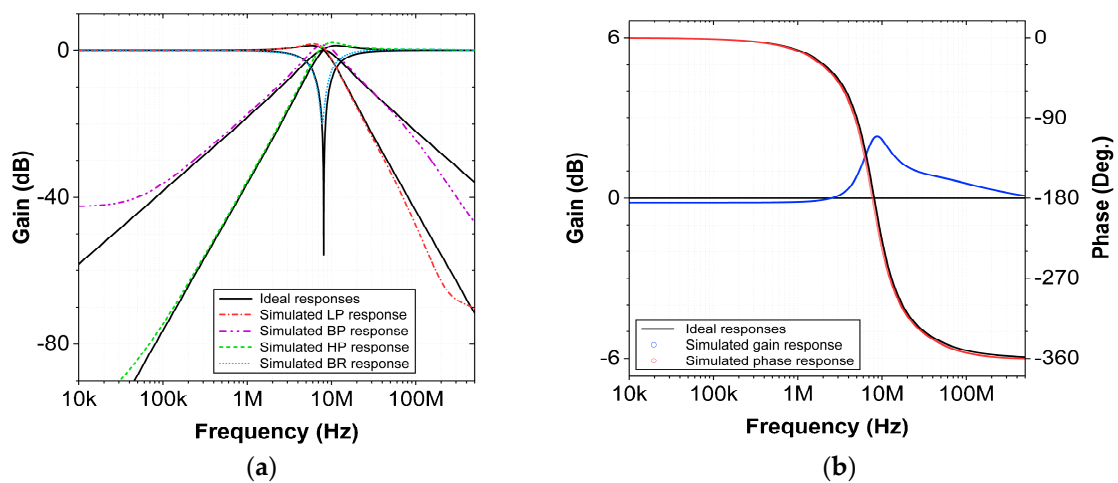 0
-40
-80
Gain (dB)
Ideal responses
Simulated LP response
Simulated BP response
Simulated HP response
Simulated BR response
10k 100k 1M 10M 100M
Frequency (Hz)
(a)
6
0
-6
Gain (dB)
0
-90
-180
-270
-360
Phase (Deg.)
Ideal responses
Simulated gain response
Simulated phase response
10k 100k 1M 10M 100M
Frequency (Hz)
(b)